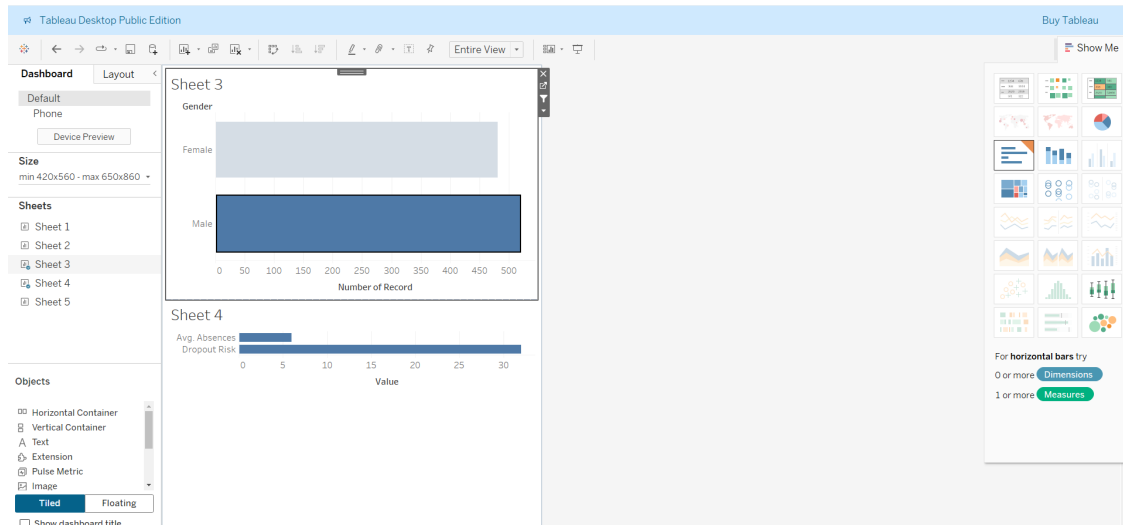 Tableau Desktop Public Edition
Buy Tableau
Entire View
Show Me
Dashboard
Layout
Default
Phone
Device Preview
Size
min 420x560 - max 650x860
Sheets
Sheet 1
Sheet 2
Sheet 3
Sheet 4
Sheet 5
Objects
Horizontal Container
Vertical Container
A Text
Extension
Pulse Metric
Image
Tiled
Floating
Show dashboard title
Sheet 3
Gender
Female
Male
0 50 100 150 200 250 300 350 400 450 500
Number of Record
Sheet 4
Avg. Absences
Dropout Risk
0 5 10 15 20 25 30
Value
For horizontal bars try
0 or more Dimensions
1 or more Measures